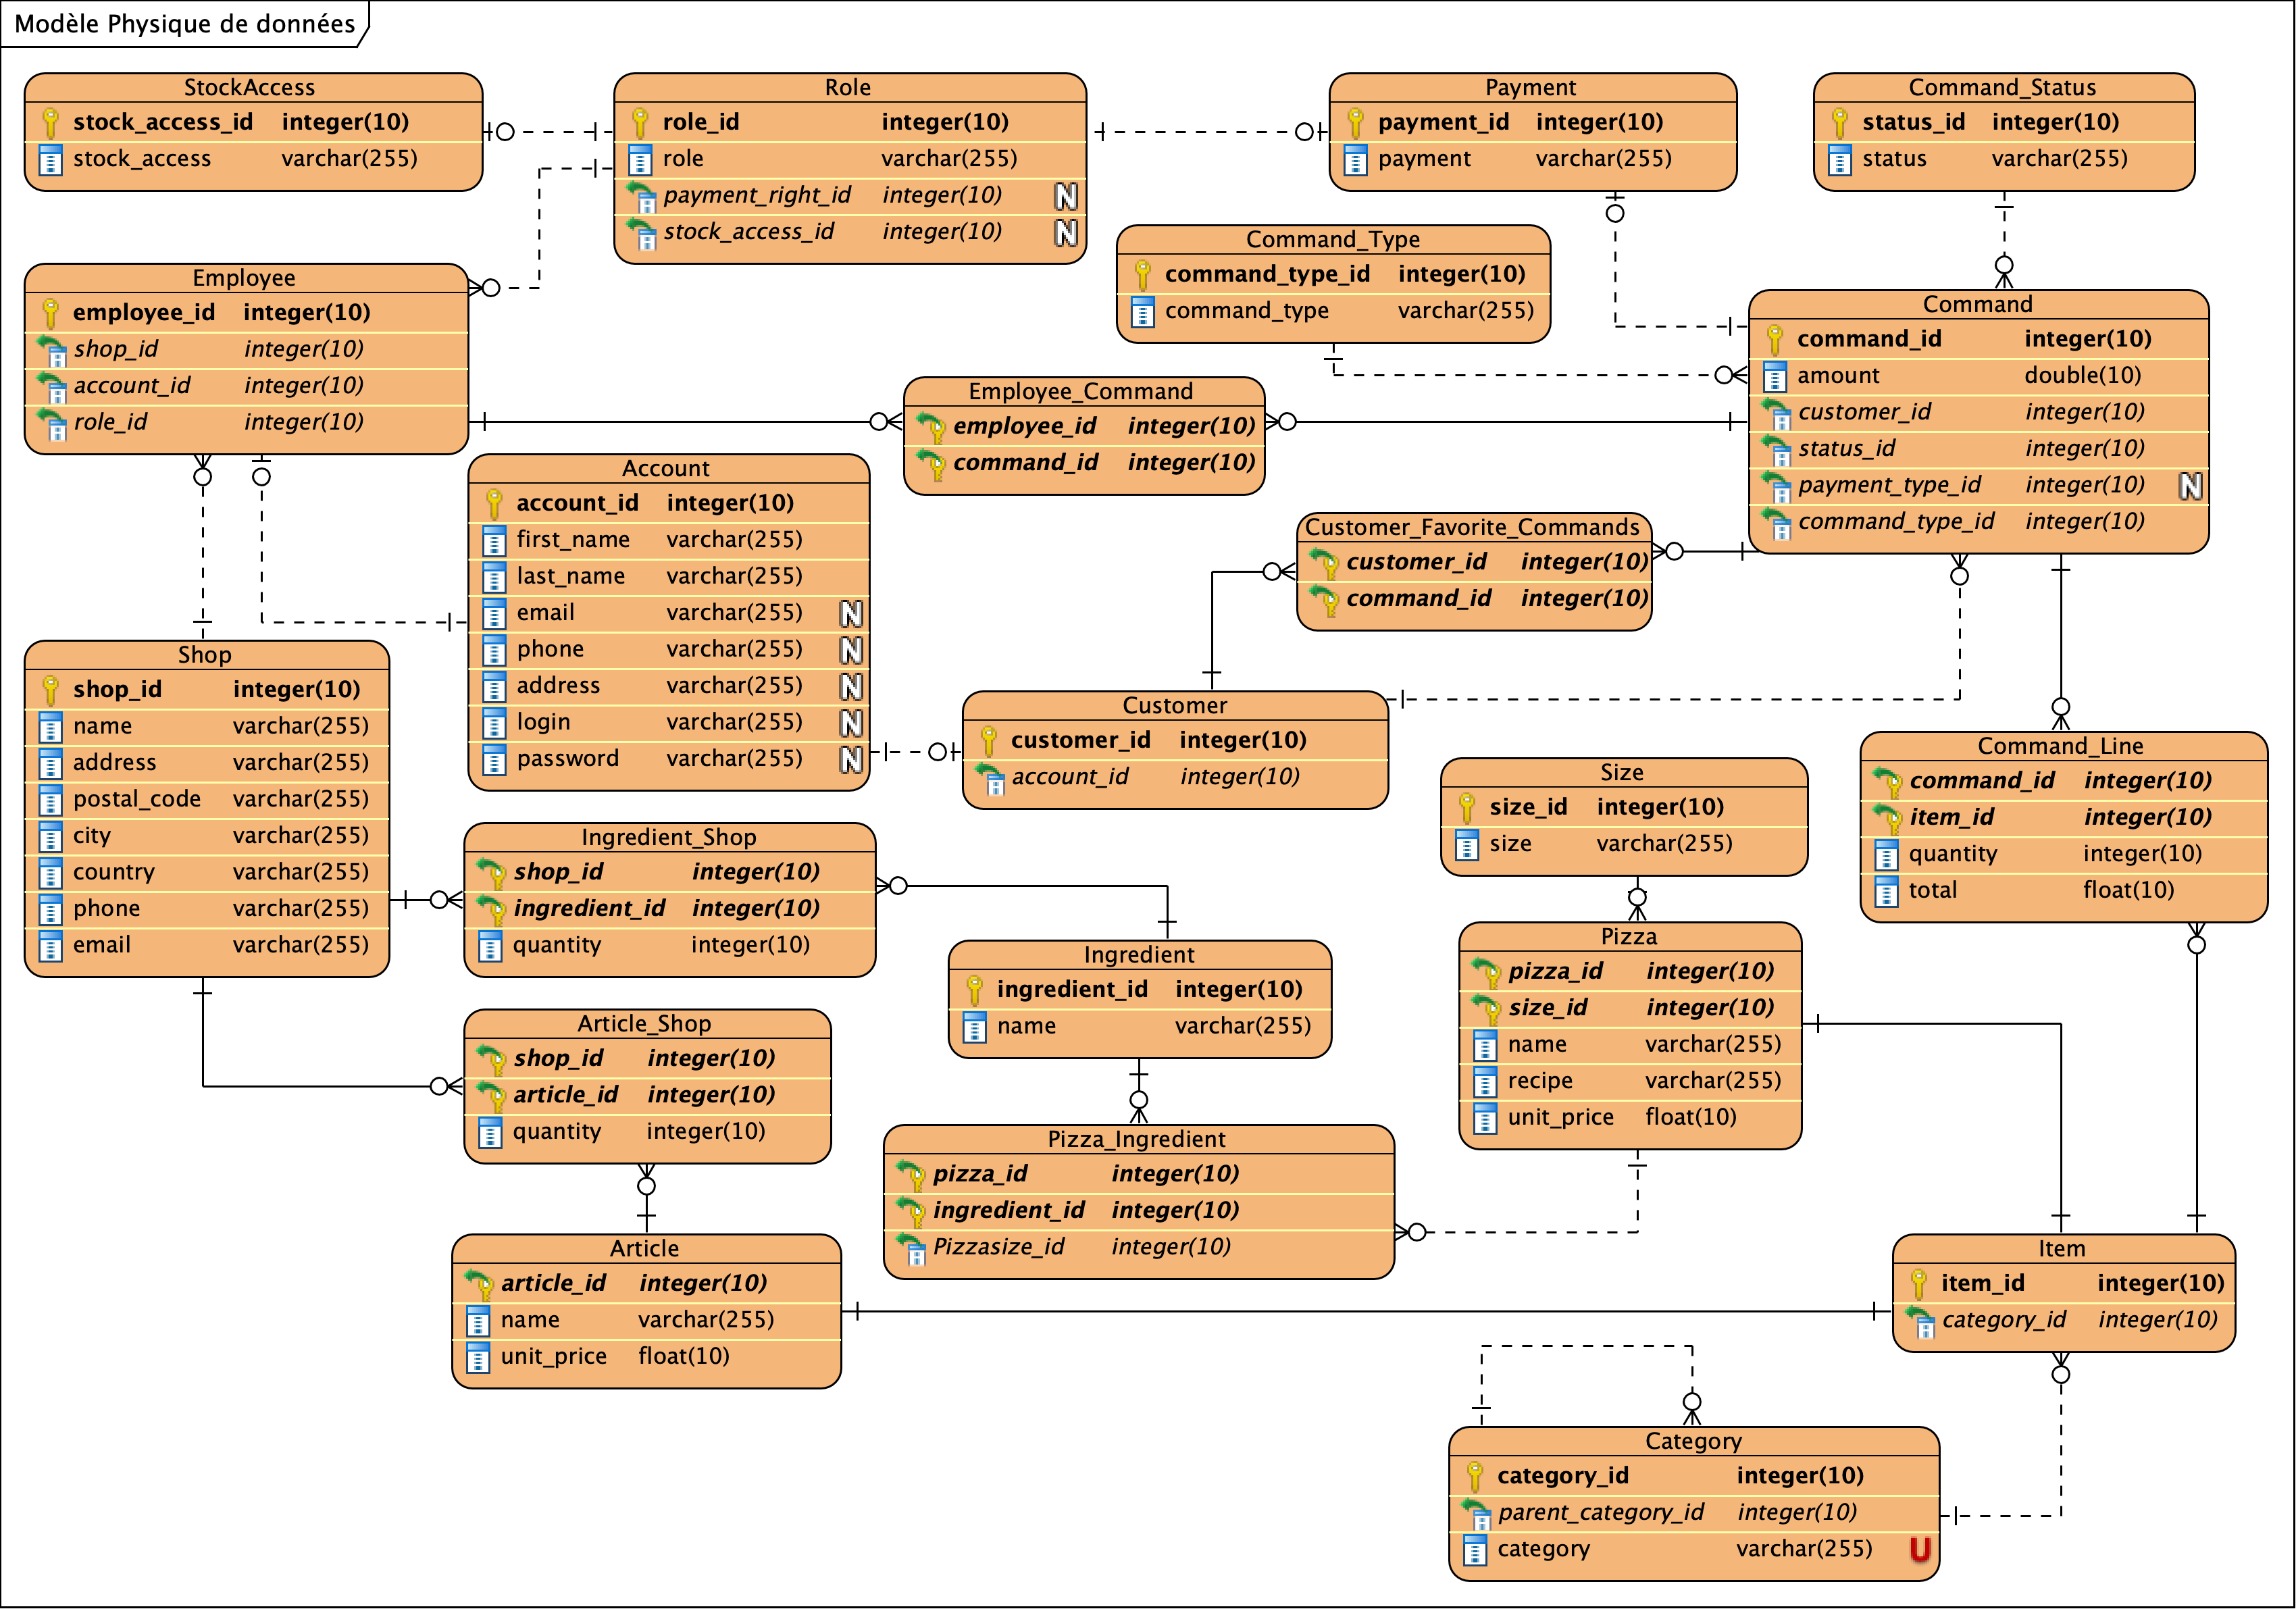 Modèle Physique de données
StockAccess
stock_access_id integer(10)
stock_access varchar(255)
Role
role_id integer(10)
role varchar(255)
payment_right_id integer(10) N
stock_access_id integer(10) N
Payment
payment_id integer(10)
payment varchar(255)
Command_Status
status_id integer(10)
status varchar(255)
Command_Type
command_type_id integer(10)
command_type varchar(255)
Employee
employee_id integer(10)
shop_id integer(10)
account_id integer(10)
role_id integer(10)
Command
command_id integer(10)
amount double(10)
customer_id integer(10)
status_id integer(10)
payment_type_id integer(10) N
command_type_id integer(10)
Employee_Command
employee_id integer(10)
command_id integer(10)
Account
account_id integer(10)
first_name varchar(255)
last_name varchar(255)
email varchar(255) N
phone varchar(255) N
address varchar(255) N
login varchar(255) N
password varchar(255) N
Customer_Favorite_Commands
customer_id integer(10)
command_id integer(10)
Shop
shop_id integer(10)
name varchar(255)
address varchar(255)
postal_code varchar(255)
city varchar(255)
country varchar(255)
phone varchar(255)
email varchar(255)
Customer
customer_id integer(10)
account_id integer(10)
Size
size_id integer(10)
size varchar(255)
Command_Line
command_id integer(10)
item_id integer(10)
quantity integer(10)
total float(10)
Ingredient_Shop
shop_id integer(10)
ingredient_id integer(10)
quantity integer(10)
Ingredient
ingredient_id integer(10)
name varchar(255)
Pizza
pizza_id integer(10)
size_id integer(10)
name varchar(255)
recipe varchar(255)
unit_price float(10)
Article_Shop
shop_id integer(10)
article_id integer(10)
quantity integer(10)
Pizza_Ingredient
pizza_id integer(10)
ingredient_id integer(10)
Pizzasize_id integer(10)
Article
article_id integer(10)
name varchar(255)
unit_price float(10)
Item
item_id integer(10)
category_id integer(10)
Category
category_id integer(10)
parent_category_id integer(10)
category varchar(255) U